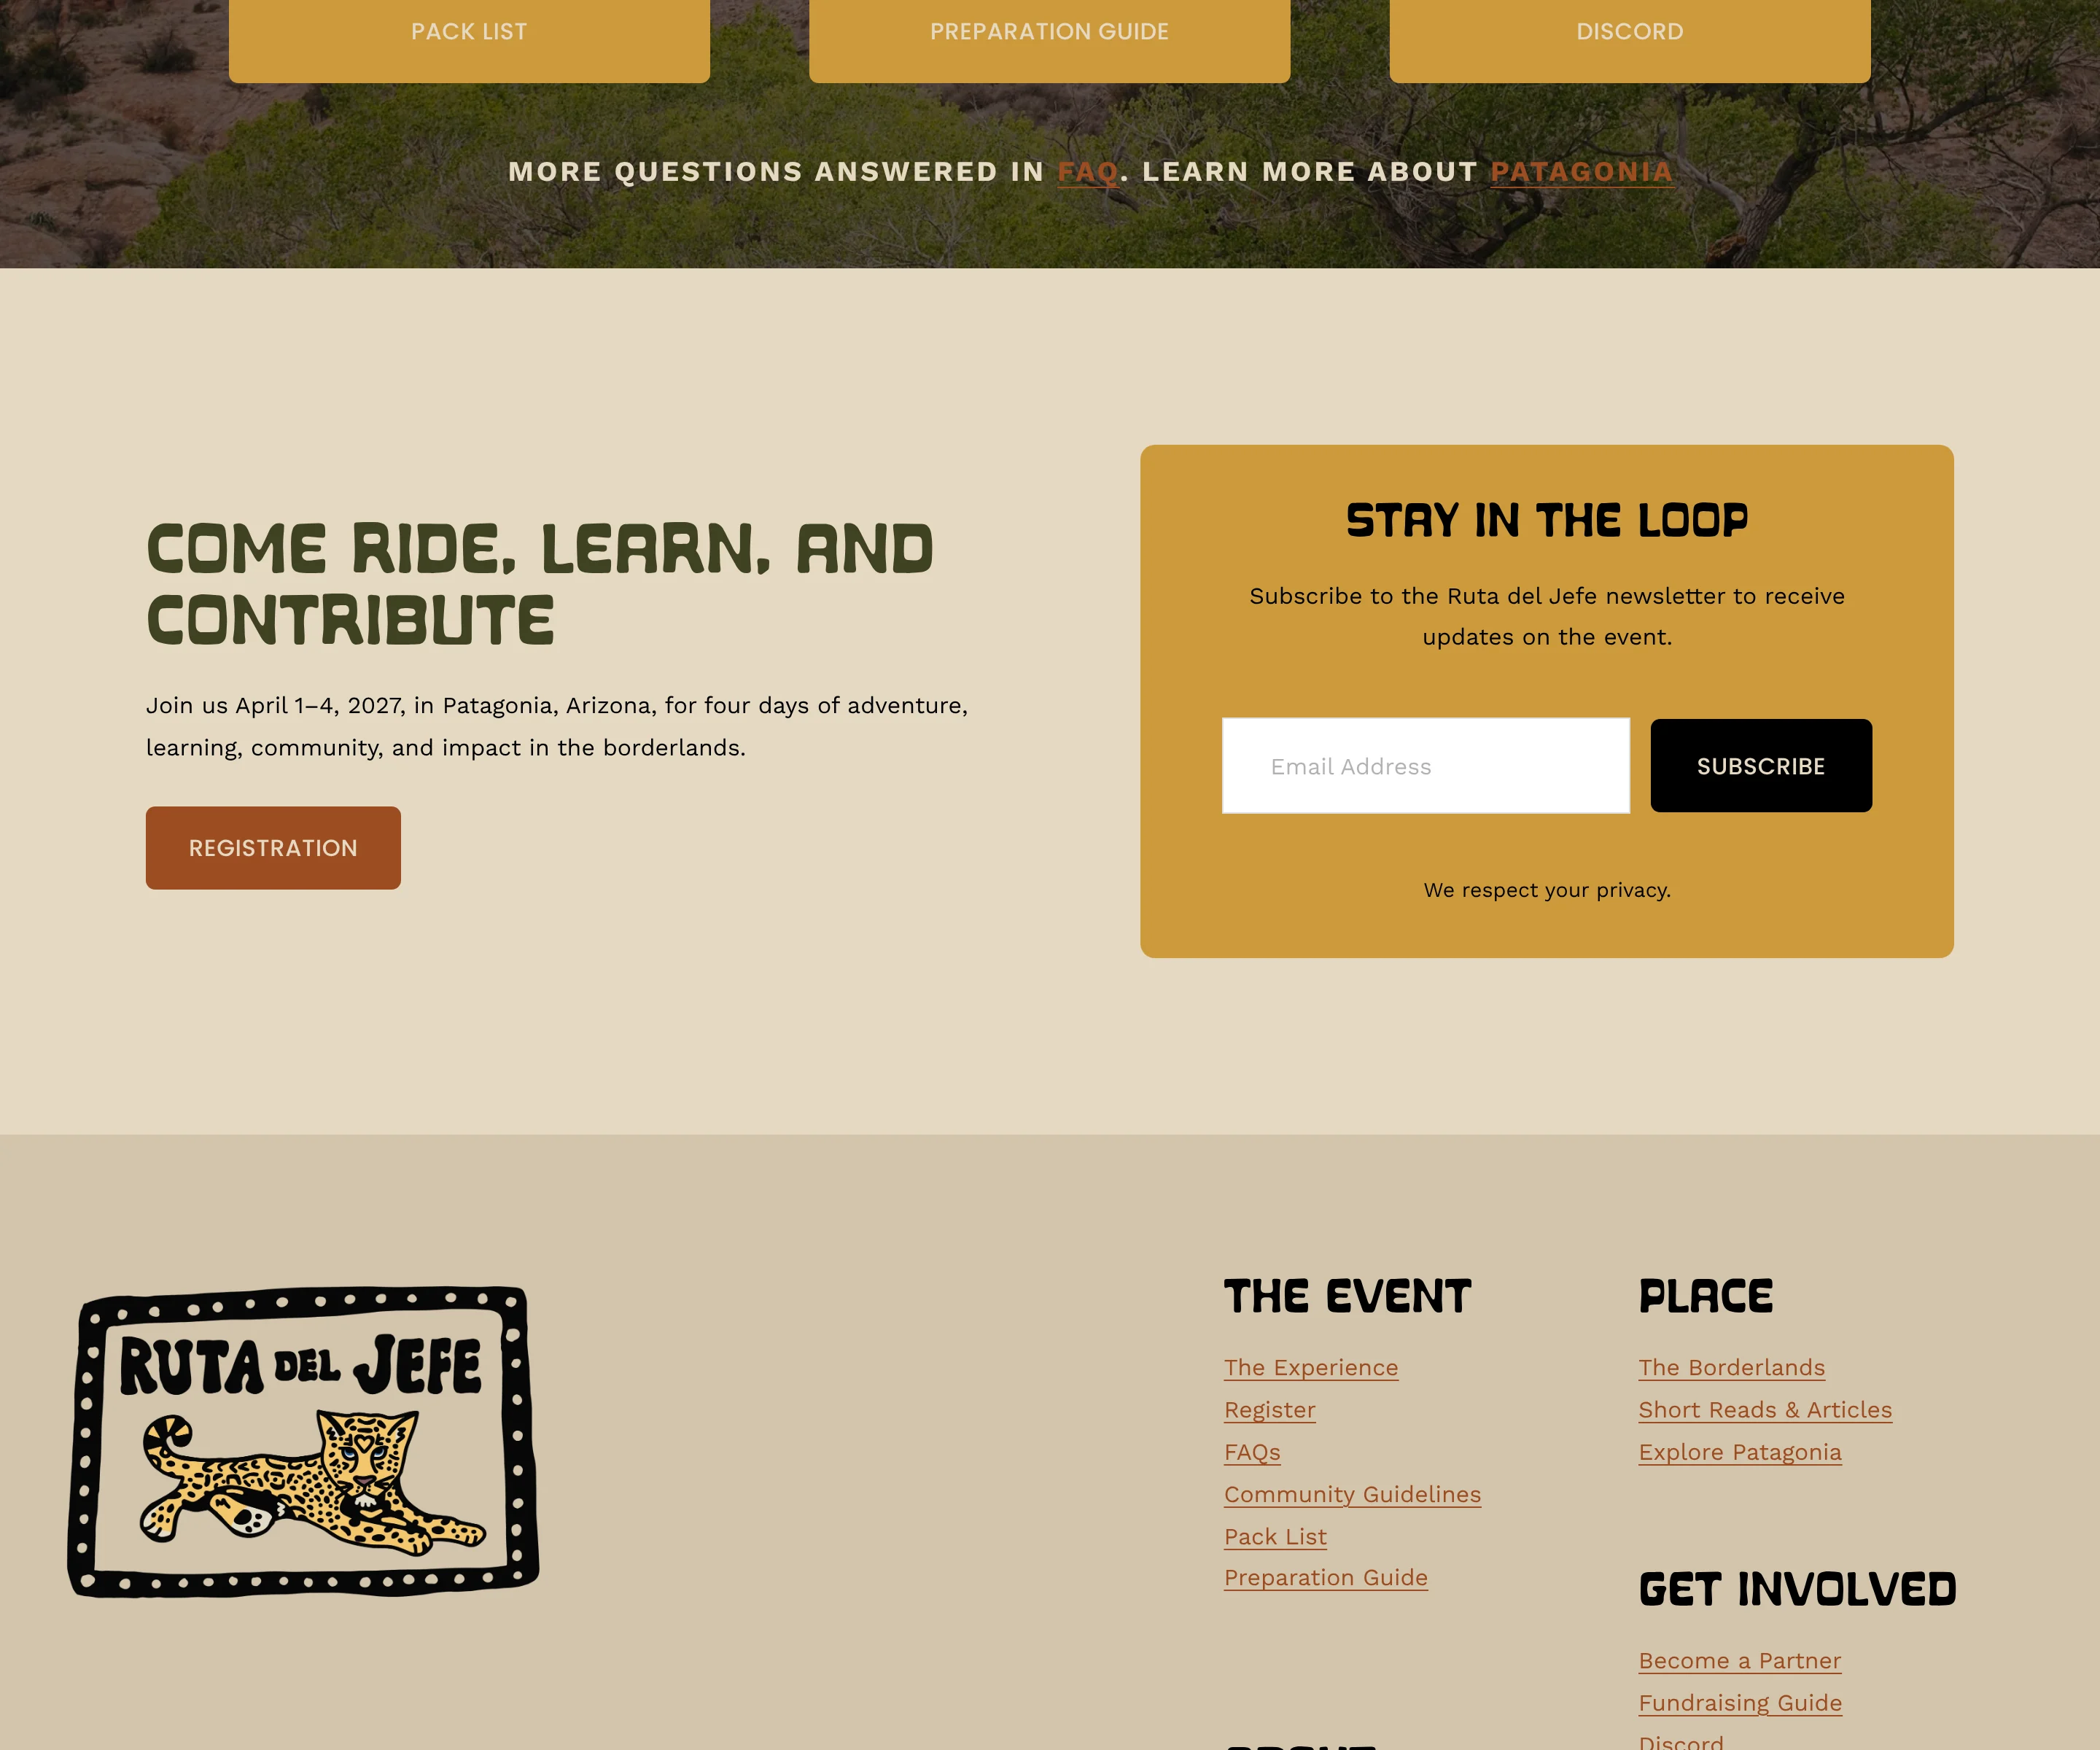 PACK LIST
PREPARATION GUIDE
DISCORD
MORE QUESTIONS ANSWERED IN FAQ. LEARN MORE ABOUT PATAGONIA
COME RIDE, LEARN, AND
CONTRIBUTE
Join us April 1–4, 2027, in Patagonia, Arizona, for four days of adventure,
learning, community, and impact in the borderlands.
REGISTRATION
STAY IN THE LOOP
Subscribe to the Ruta del Jefe newsletter to receive
updates on the event.
Email Address
SUBSCRIBE
We respect your privacy.
RUTA DEL JEFE
THE EVENT
The Experience
Register
FAQs
Community Guidelines
Pack List
Preparation Guide
PLACE
The Borderlands
Short Reads & Articles
Explore Patagonia
GET INVOLVED
Become a Partner
Fundraising Guide
Discord